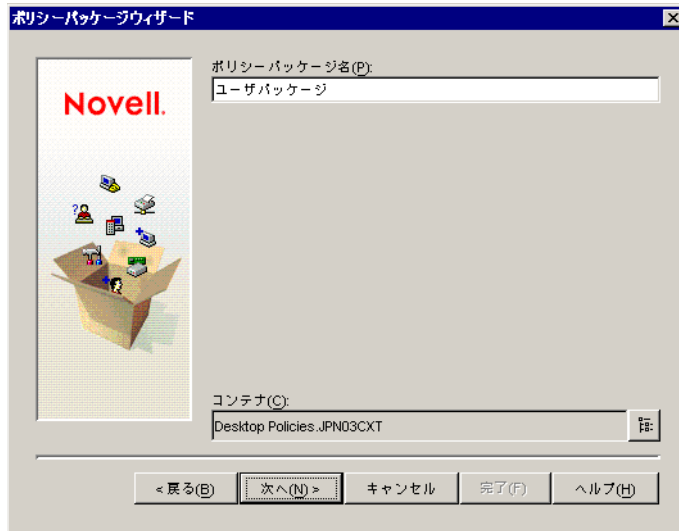 ポリシーパッケージウィザード
Novell.
ポリシーパッケージ名(P):
ユーザパッケージ
コンテナ(C):
Desktop Policies.JPN03CXT
<戻る(B)
次へ(N)>
キャンセル
完了(F)
ヘルプ(H)